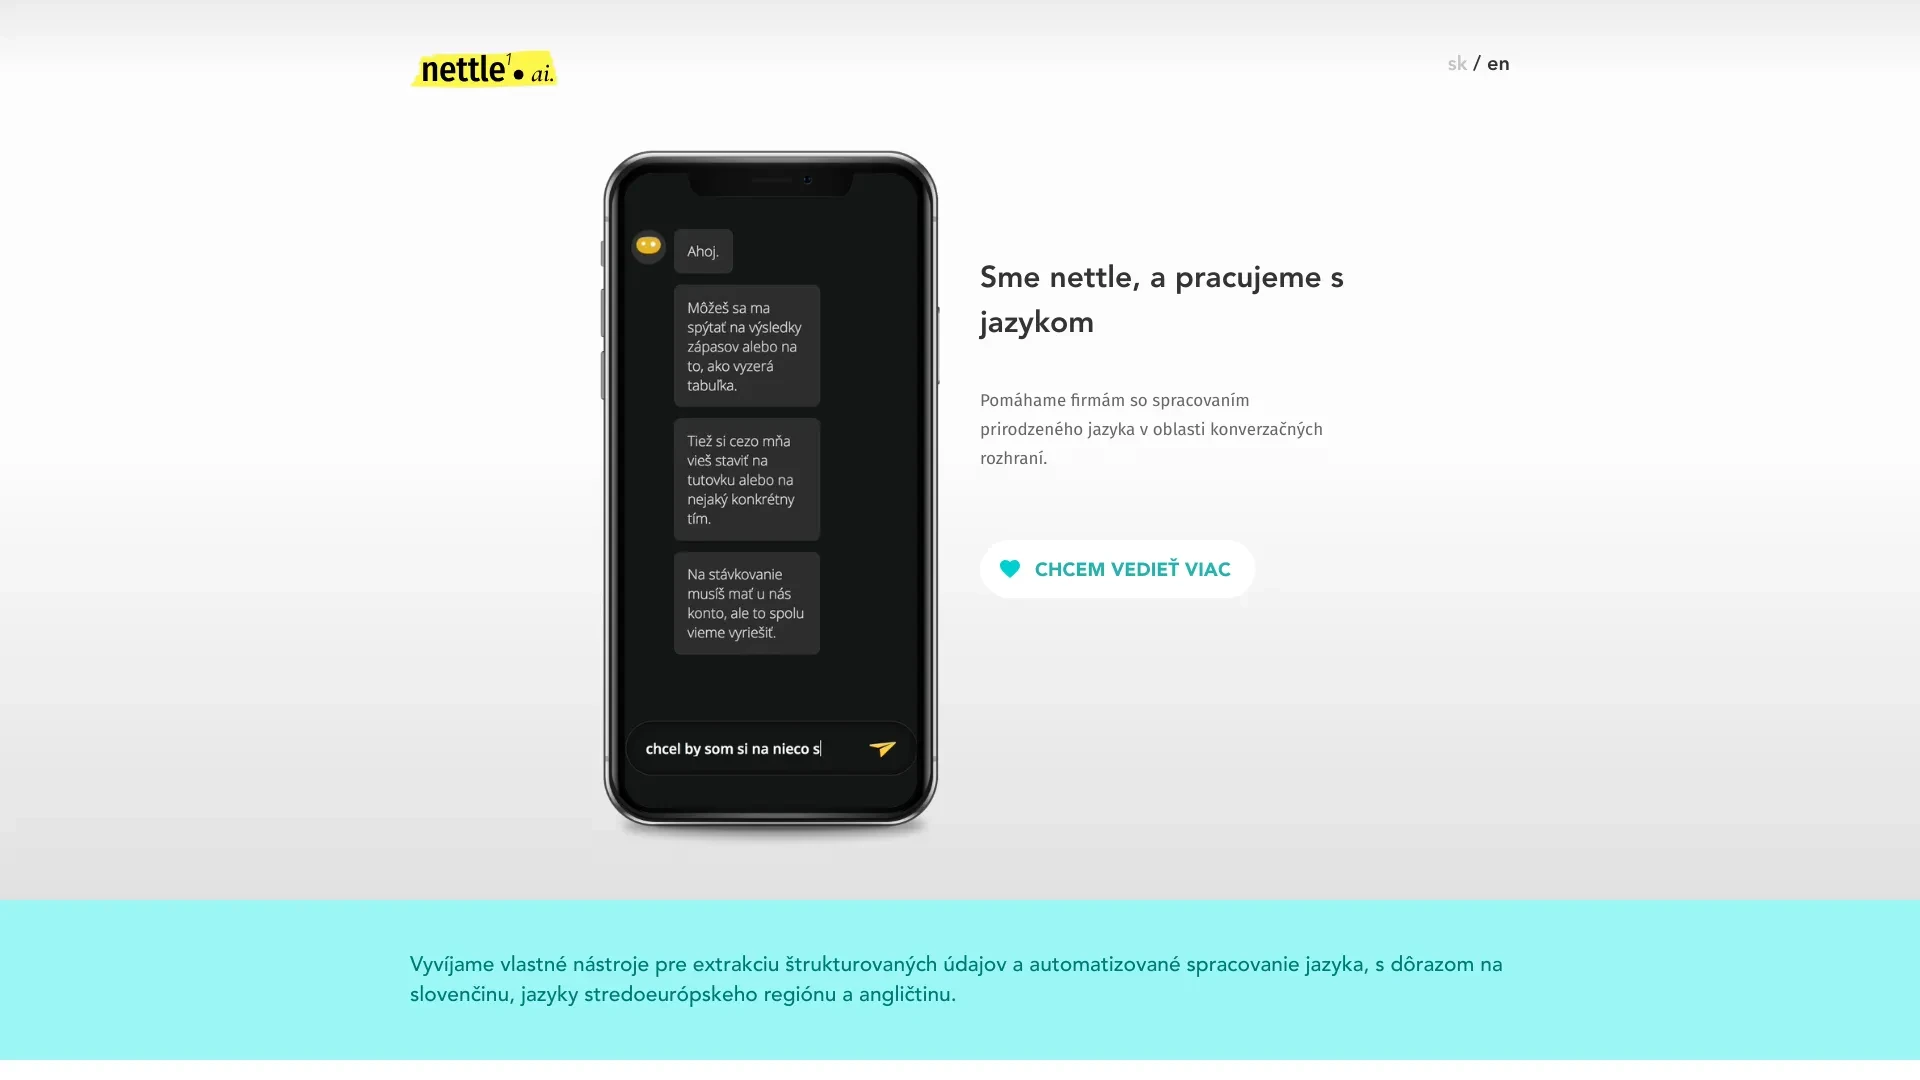 nettle¹• ai.
sk / en
Ahoj.
Môžeš sa ma
spýtať na výsledky
zápasov alebo na
to, ako vyzerá
tabuľka.
Tiež si cezo mňa
vieš staviť na
tutovku alebo na
nejaký konkrétny
tím.
Na stávkovanie
musíš mať u nás
konto, ale to spolu
vieme vyriešiť.
chcel by som si na nieco s
Sme nettle, a pracujeme s
jazykom
Pomáhame firmám so spracovaním
prirodzeného jazyka v oblasti konverzačných
rozhraní.
CHCEM VEDIEŤ VIAC
Vyvíjame vlastné nástroje pre extrakciu štrukturovaných údajov a automatizované spracovanie jazyka, s dôrazom na
slovenčinu, jazyky stredoeurópskeho regiónu a angličtinu.